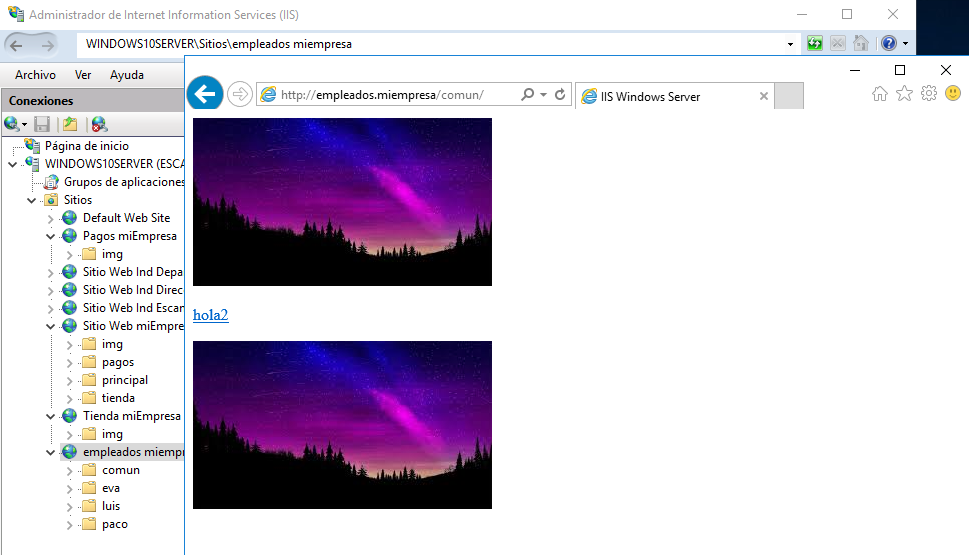 Administrador de Internet Information Services (IIS)
WINDOWS10SERVER\Sitios\empleados miempresa
Archivo Ver Ayuda
Conexiones
Página de inicio
WINDOWS10SERVER (ESCA
Grupos de aplicaciones
Sitios
Default Web Site
Pagos miEmpresa
img
Sitio Web Ind Depa
Sitio Web Ind Direc
Sitio Web Ind Escar
Sitio Web miEmpre
img
pagos
principal
tienda
Tienda miEmpresa
img
empleados miempr
comun
eva
luis
paco
http://empleados.miempresa/comun/
IIS Windows Server
hola2